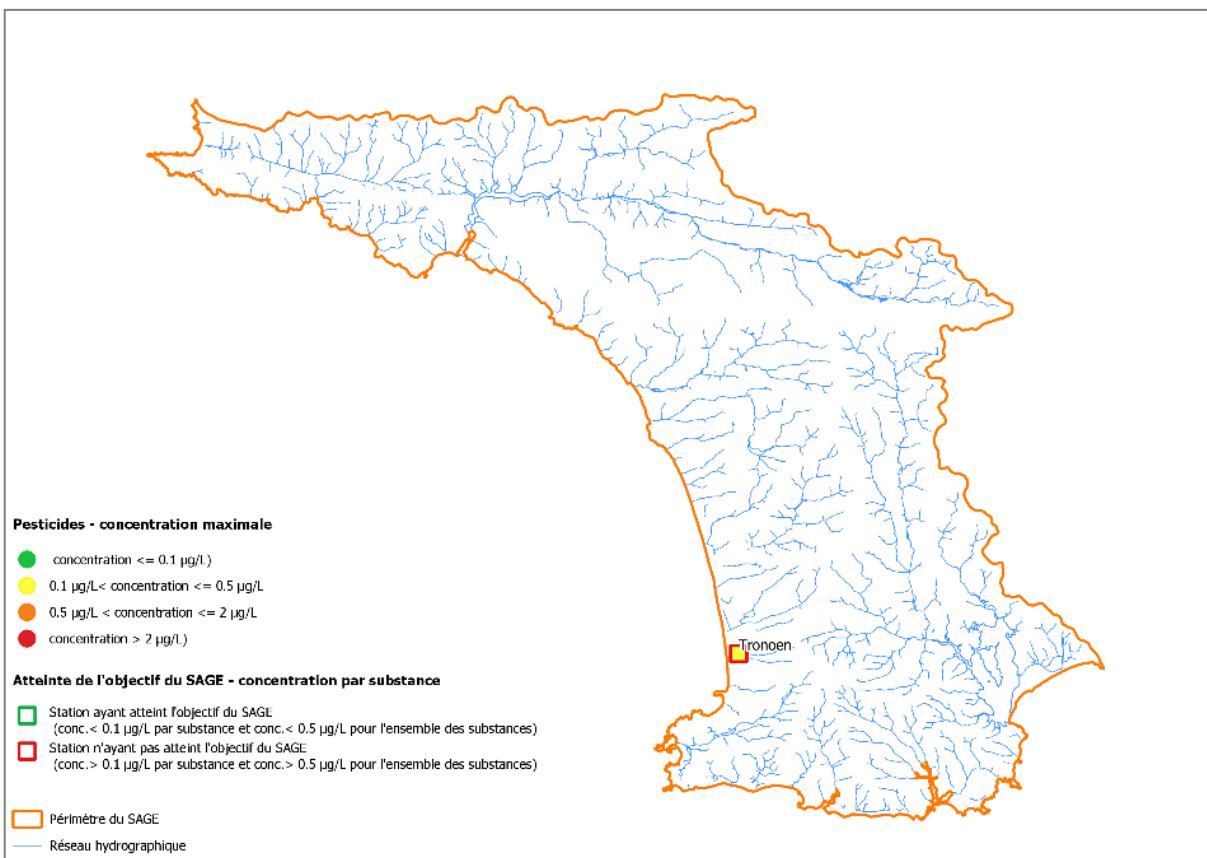 Tronoen
Pesticides - concentration maximale
concentration <= 0.1 µg/L)
0.1 µg/L< concentration <= 0.5 µg/L
0.5 µg/L < concentration <= 2 µg/L
concentration > 2 µg/L)
Atteinte de l'objectif du SAGE - concentration par substance
Station ayant atteint l'objectif du SAGE
(conc.< 0.1 µg/L par substance et conc.< 0.5 µg/L pour l'ensemble des substances)
Station n'ayant pas atteint l'objectif du SAGE
(conc.> 0.1 µg/L par substance et conc.> 0.5 µg/L pour l'ensemble des substances)
Périmètre du SAGE
Réseau hydrographique